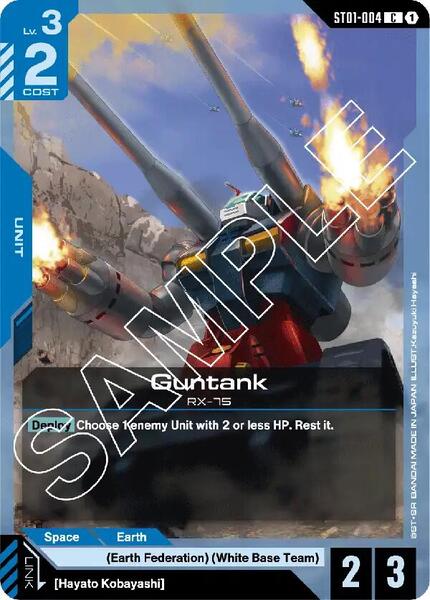 Lv. 3
2
COST
ST01-004 C 1
UNIT
SAMPLE
Guntank
RX-75
Deploy Choose 1 enemy Unit with 2 or less HP. Rest it.
Space Earth
(Earth Federation) (White Base Team)
LINK
[Hayato Kobayashi]
2 3
©ST・SR BANDAI MADE IN JAPAN ILLUST:Kazuyuki Hayashi